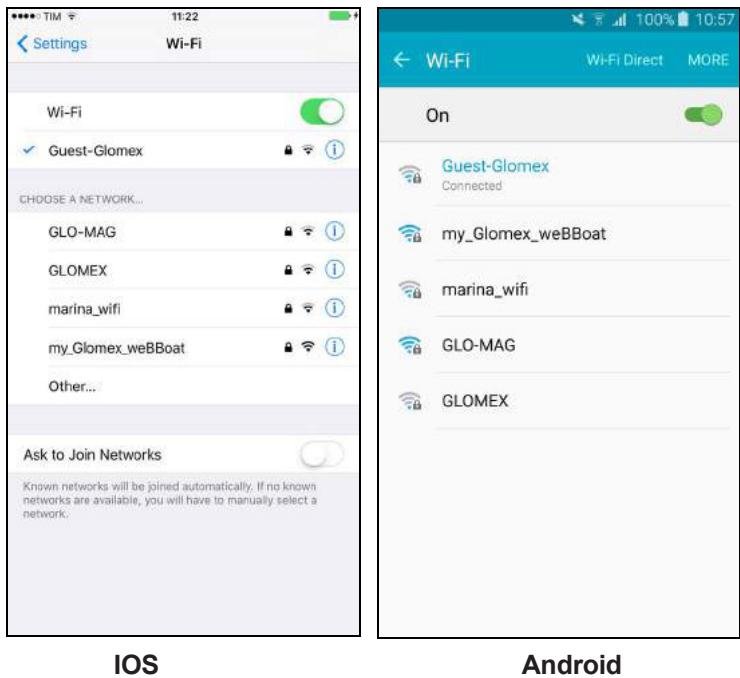 TIM 11:22
Settings Wi-Fi
Wi-Fi
Guest-Glomex
CHOOSE A NETWORK...
GLO-MAG
GLOMEX
marina_wifi
my_Glomex_weBBoat
Other...
Ask to Join Networks
Known networks will be joined automatically. If no known
networks are available, you will have to manually select a
network.
IOS
100% 10:57
Wi-Fi Wi-Fi Direct MORE
On
Guest-Glomex
Connected
my_Glomex_weBBoat
marina_wifi
GLO-MAG
GLOMEX
Android